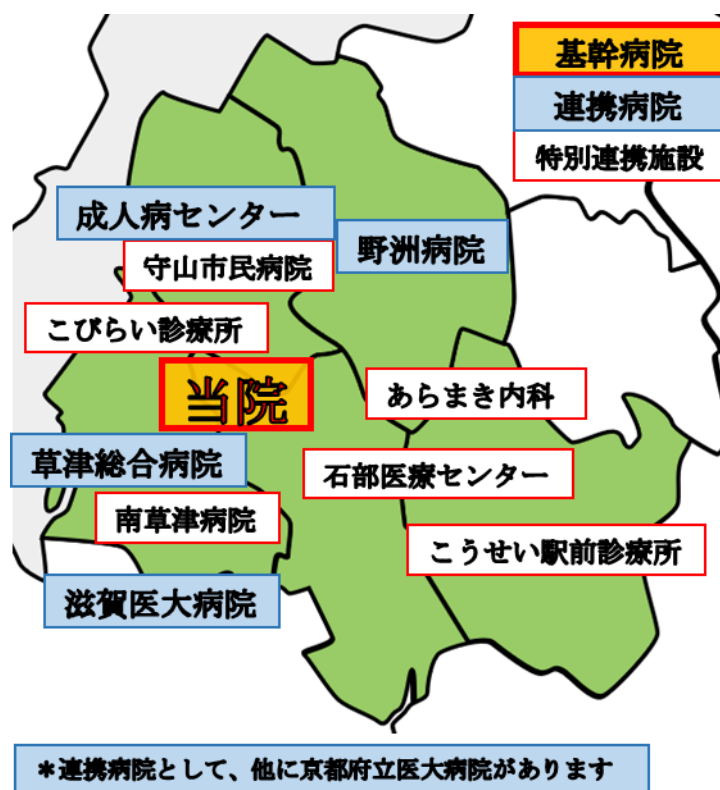 基幹病院
連携病院
特別連携施設
成人病センター
野洲病院
守山市民病院
こびらい診療所
当院
あらまき内科
草津総合病院
石部医療センター
南草津病院
こうせい駅前診療所
滋賀医大病院
＊連携病院として、他に京都府立医大病院があります